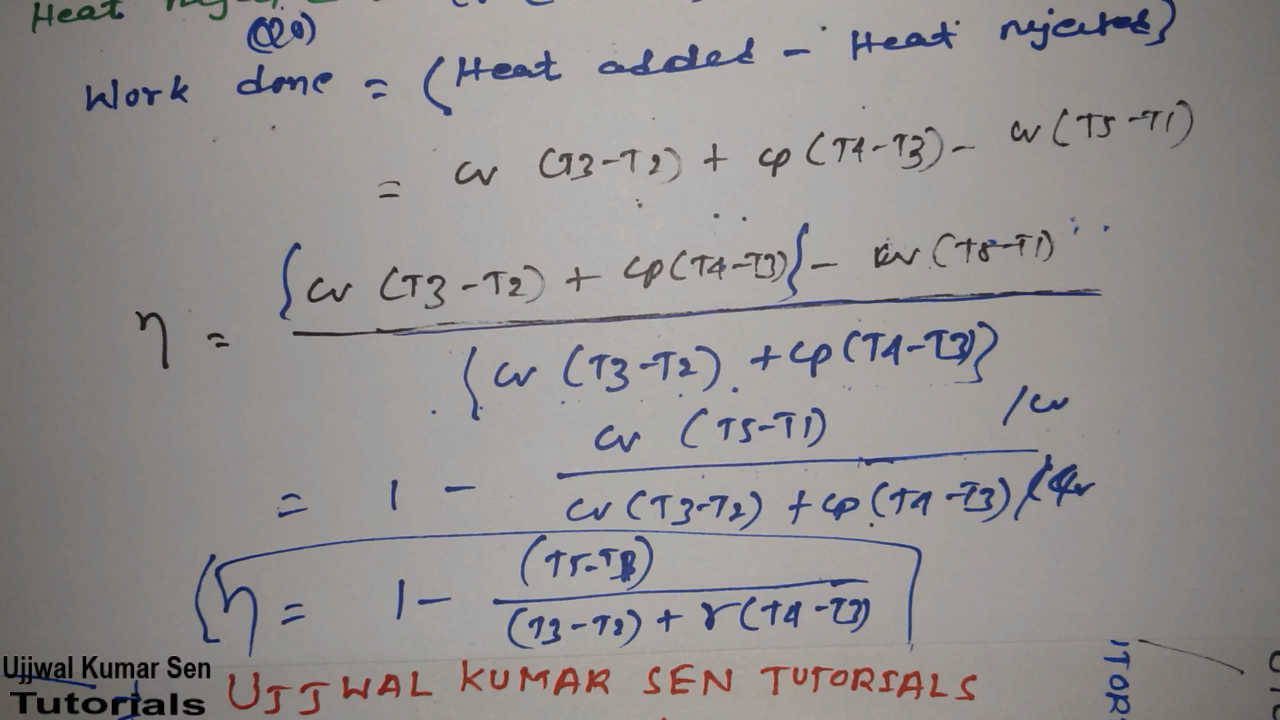 Heat
(Q0)
Work done = (Heat added - Heat rejected)
= cv (T3-T2) + cp (T4-T3) - cv (T5-T1)
{cv (T3-T2) + cp(T4-T3)} - cv (T5-T1)
η =
{cv (T3-T2) + cp (T4-T3)}
cv (T5-T1) /cv
= 1 -
cv (T3-T2) + cp (T4-T3) /cv
(T5-T1)
η = 1 -
(T3-T2) + r (T4-T3)
Ujjwal Kumar Sen
Tutorials
UJJWAL KUMAR SEN TUTORIALS
ITOR